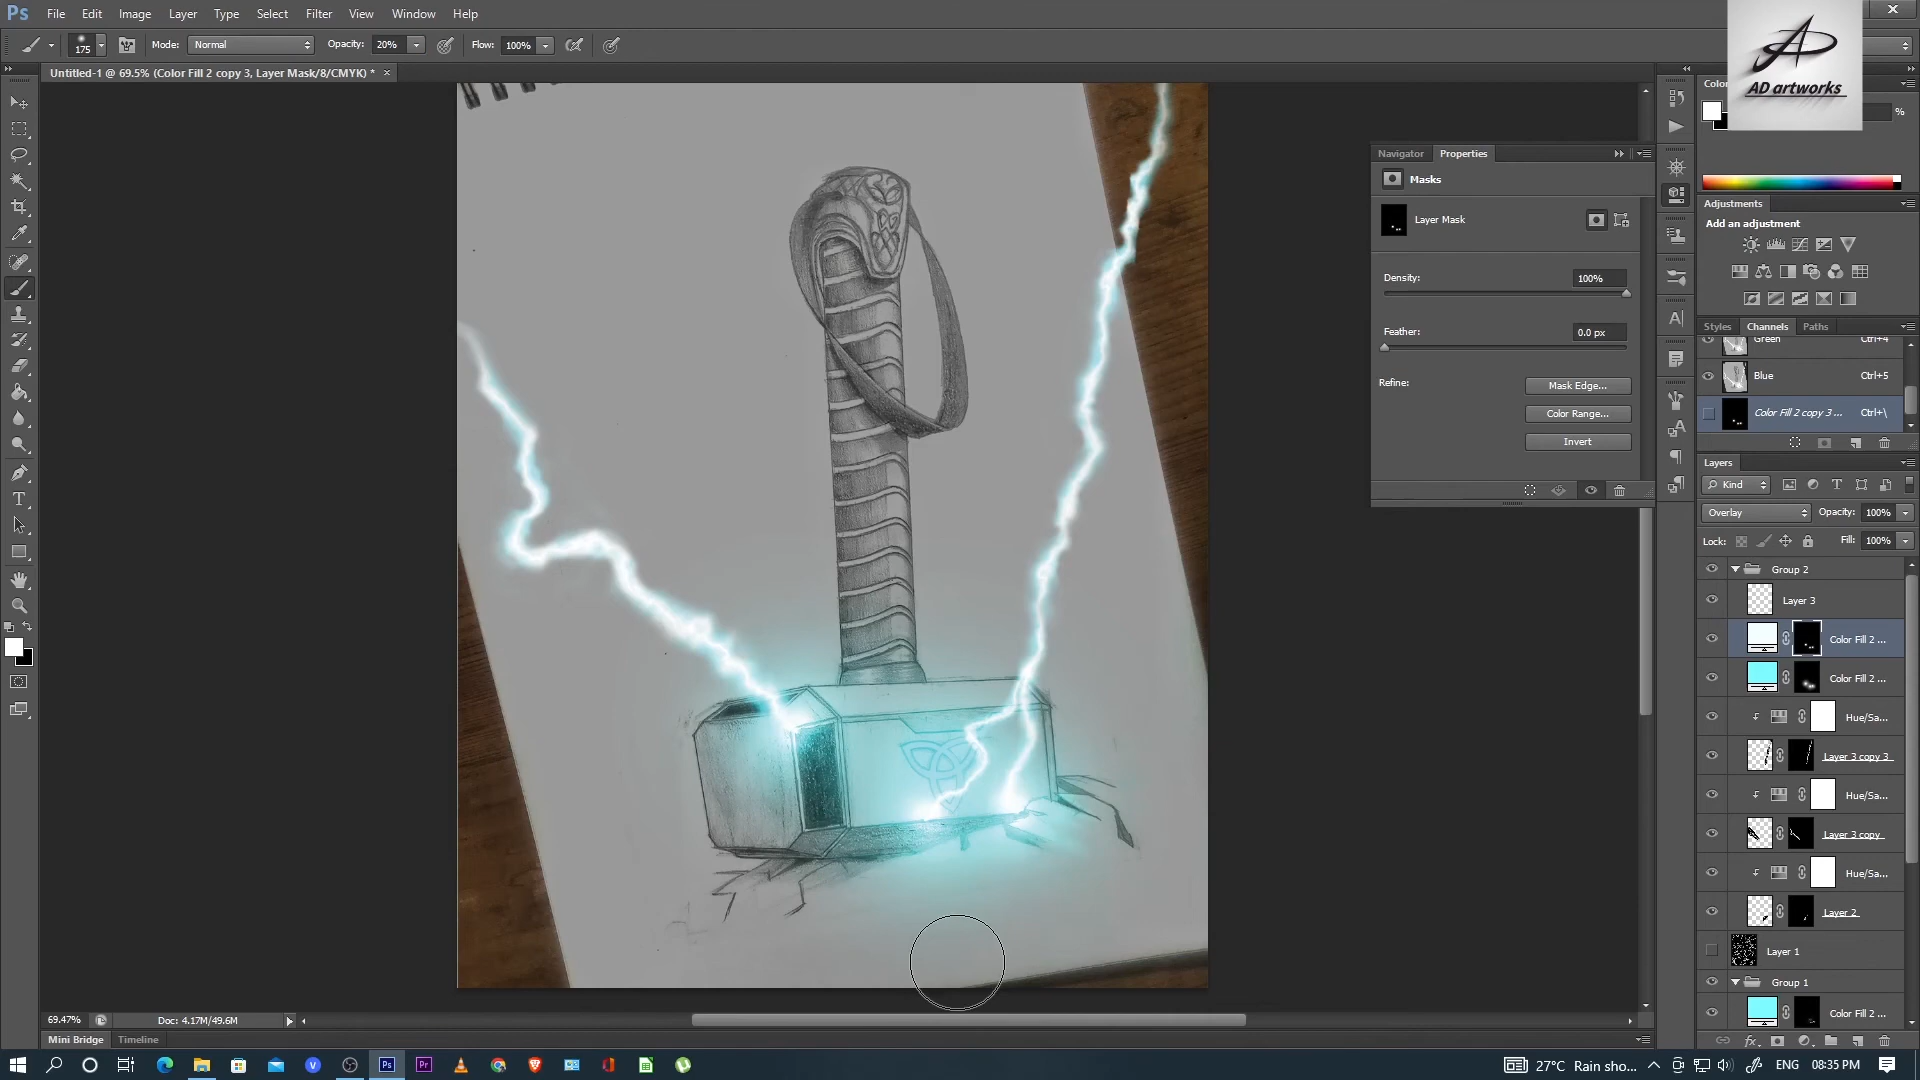 Ps File Edit Image Layer Type Select Filter View Window Help
175 Mode: Normal Opacity: 20% Flow: 100%
AD artworks
Untitled-1 @ 69.5% (Color Fill 2 copy 3, Layer Mask/8/CMYK) * ×
Navigator Properties
Masks
Layer Mask
Density: 100%
Feather: 0.0 px
Refine: Mask Edge...
Color Range...
Invert
%
Adjustments
Add an adjustment
Styles Channels Paths
Green Ctrl+4
Blue Ctrl+5
Color Fill 2 copy 3 ... Ctrl+\
Layers
Kind
Overlay Opacity: 100%
Lock: Fill: 100%
Group 2
Layer 3
Color Fill 2 ...
Color Fill 2 ...
Hue/Sa...
Layer 3 copy 3
Hue/Sa...
Layer 3 copy
Hue/Sa...
Layer 2
Layer 1
Group 1
Color Fill 2 ...
69.47% Doc: 4.17M/49.6M
Mini Bridge Timeline
27°C Rain sho... ENG 08:35 PM